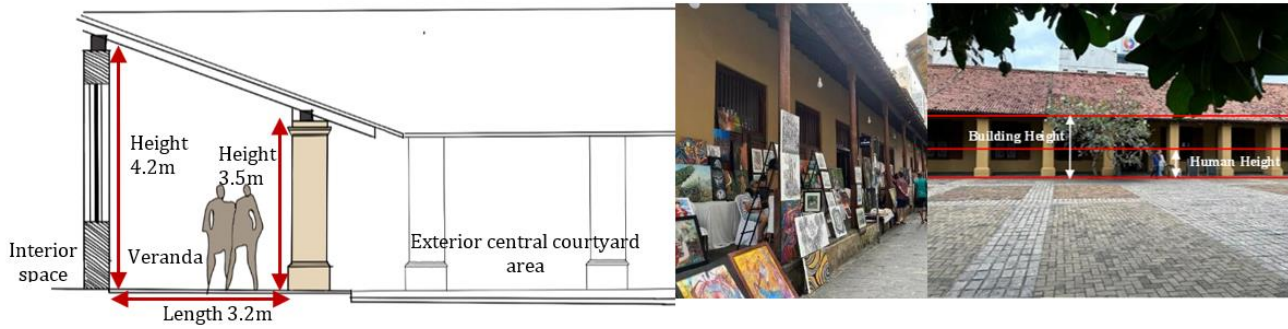 Height
4.2m
Height
3.5m
Interior
space
Veranda
Exterior central courtyard
area
Length 3.2m
Building Height
Human Height